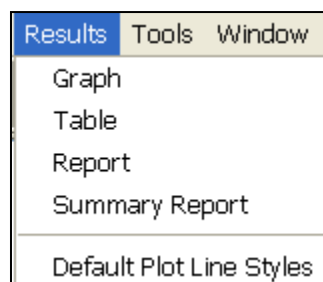 Results Tools Window
Graph
Table
Report
Summary Report
Default Plot Line Styles